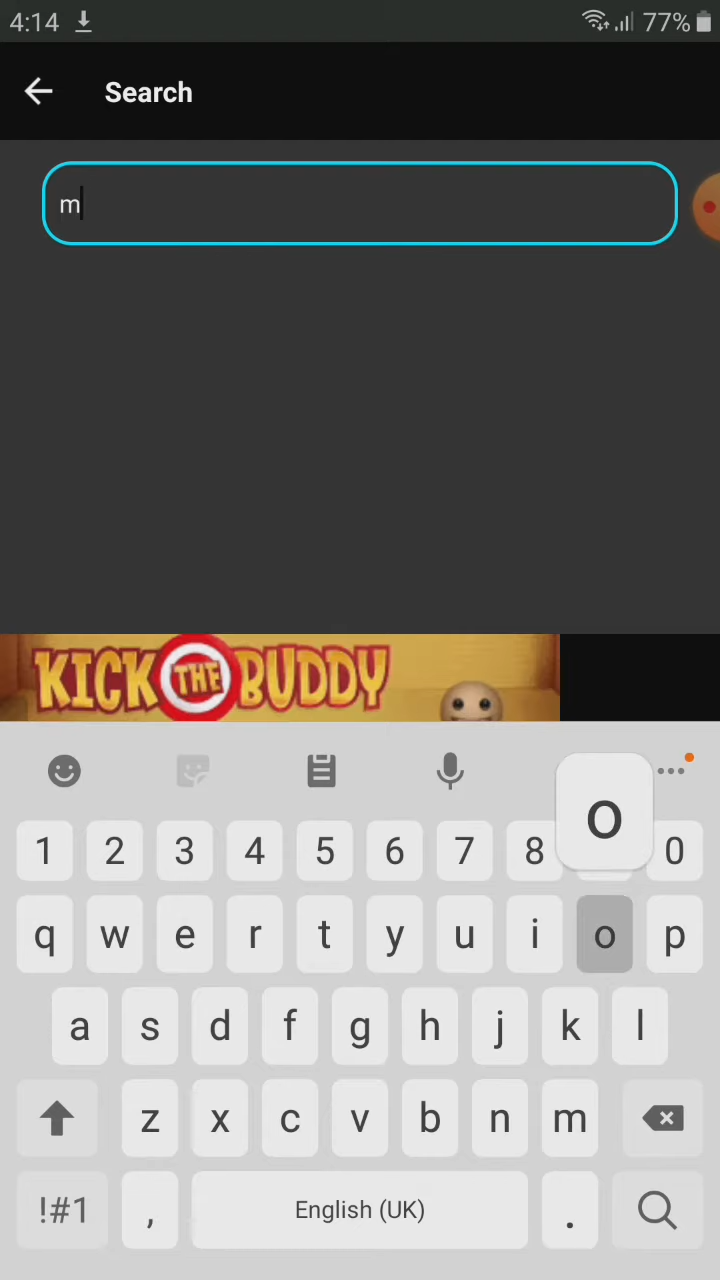 4:14 77%
Search
m
KICK THE BUDDY
o
1 2 3 4 5 6 7 8 0
q w e r t y u i o p
a s d f g h j k l
z x c v b n m
!#1 , English (UK) .